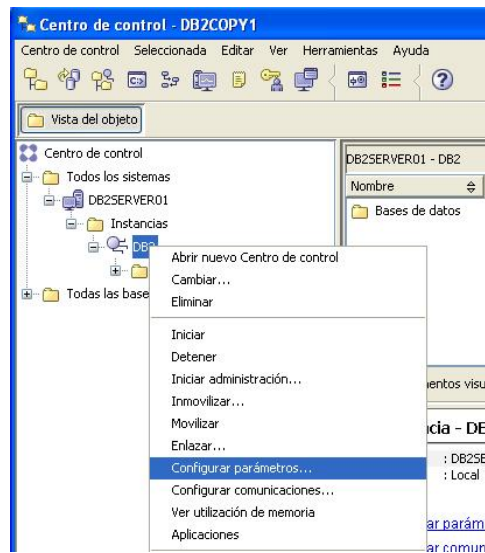 Centro de control - DB2COPY1
Centro de control Seleccionada Editar Ver Herramientas Ayuda
Vista del objeto
Centro de control
Todos los sistemas
DB2SERVER01
Instancias
DB2
Todas las base
DB2SERVER01 - DB2
Nombre
Bases de datos
Abrir nuevo Centro de control
Cambiar...
Eliminar
Iniciar
Detener
Iniciar administración...
Inmovilizar...
Movilizar
Enlazar...
Configurar parámetros...
Configurar comunicaciones...
Ver utilización de memoria
Aplicaciones
entos visu
cia - DE
: DB2SE
: Local
ar parám
ar comun